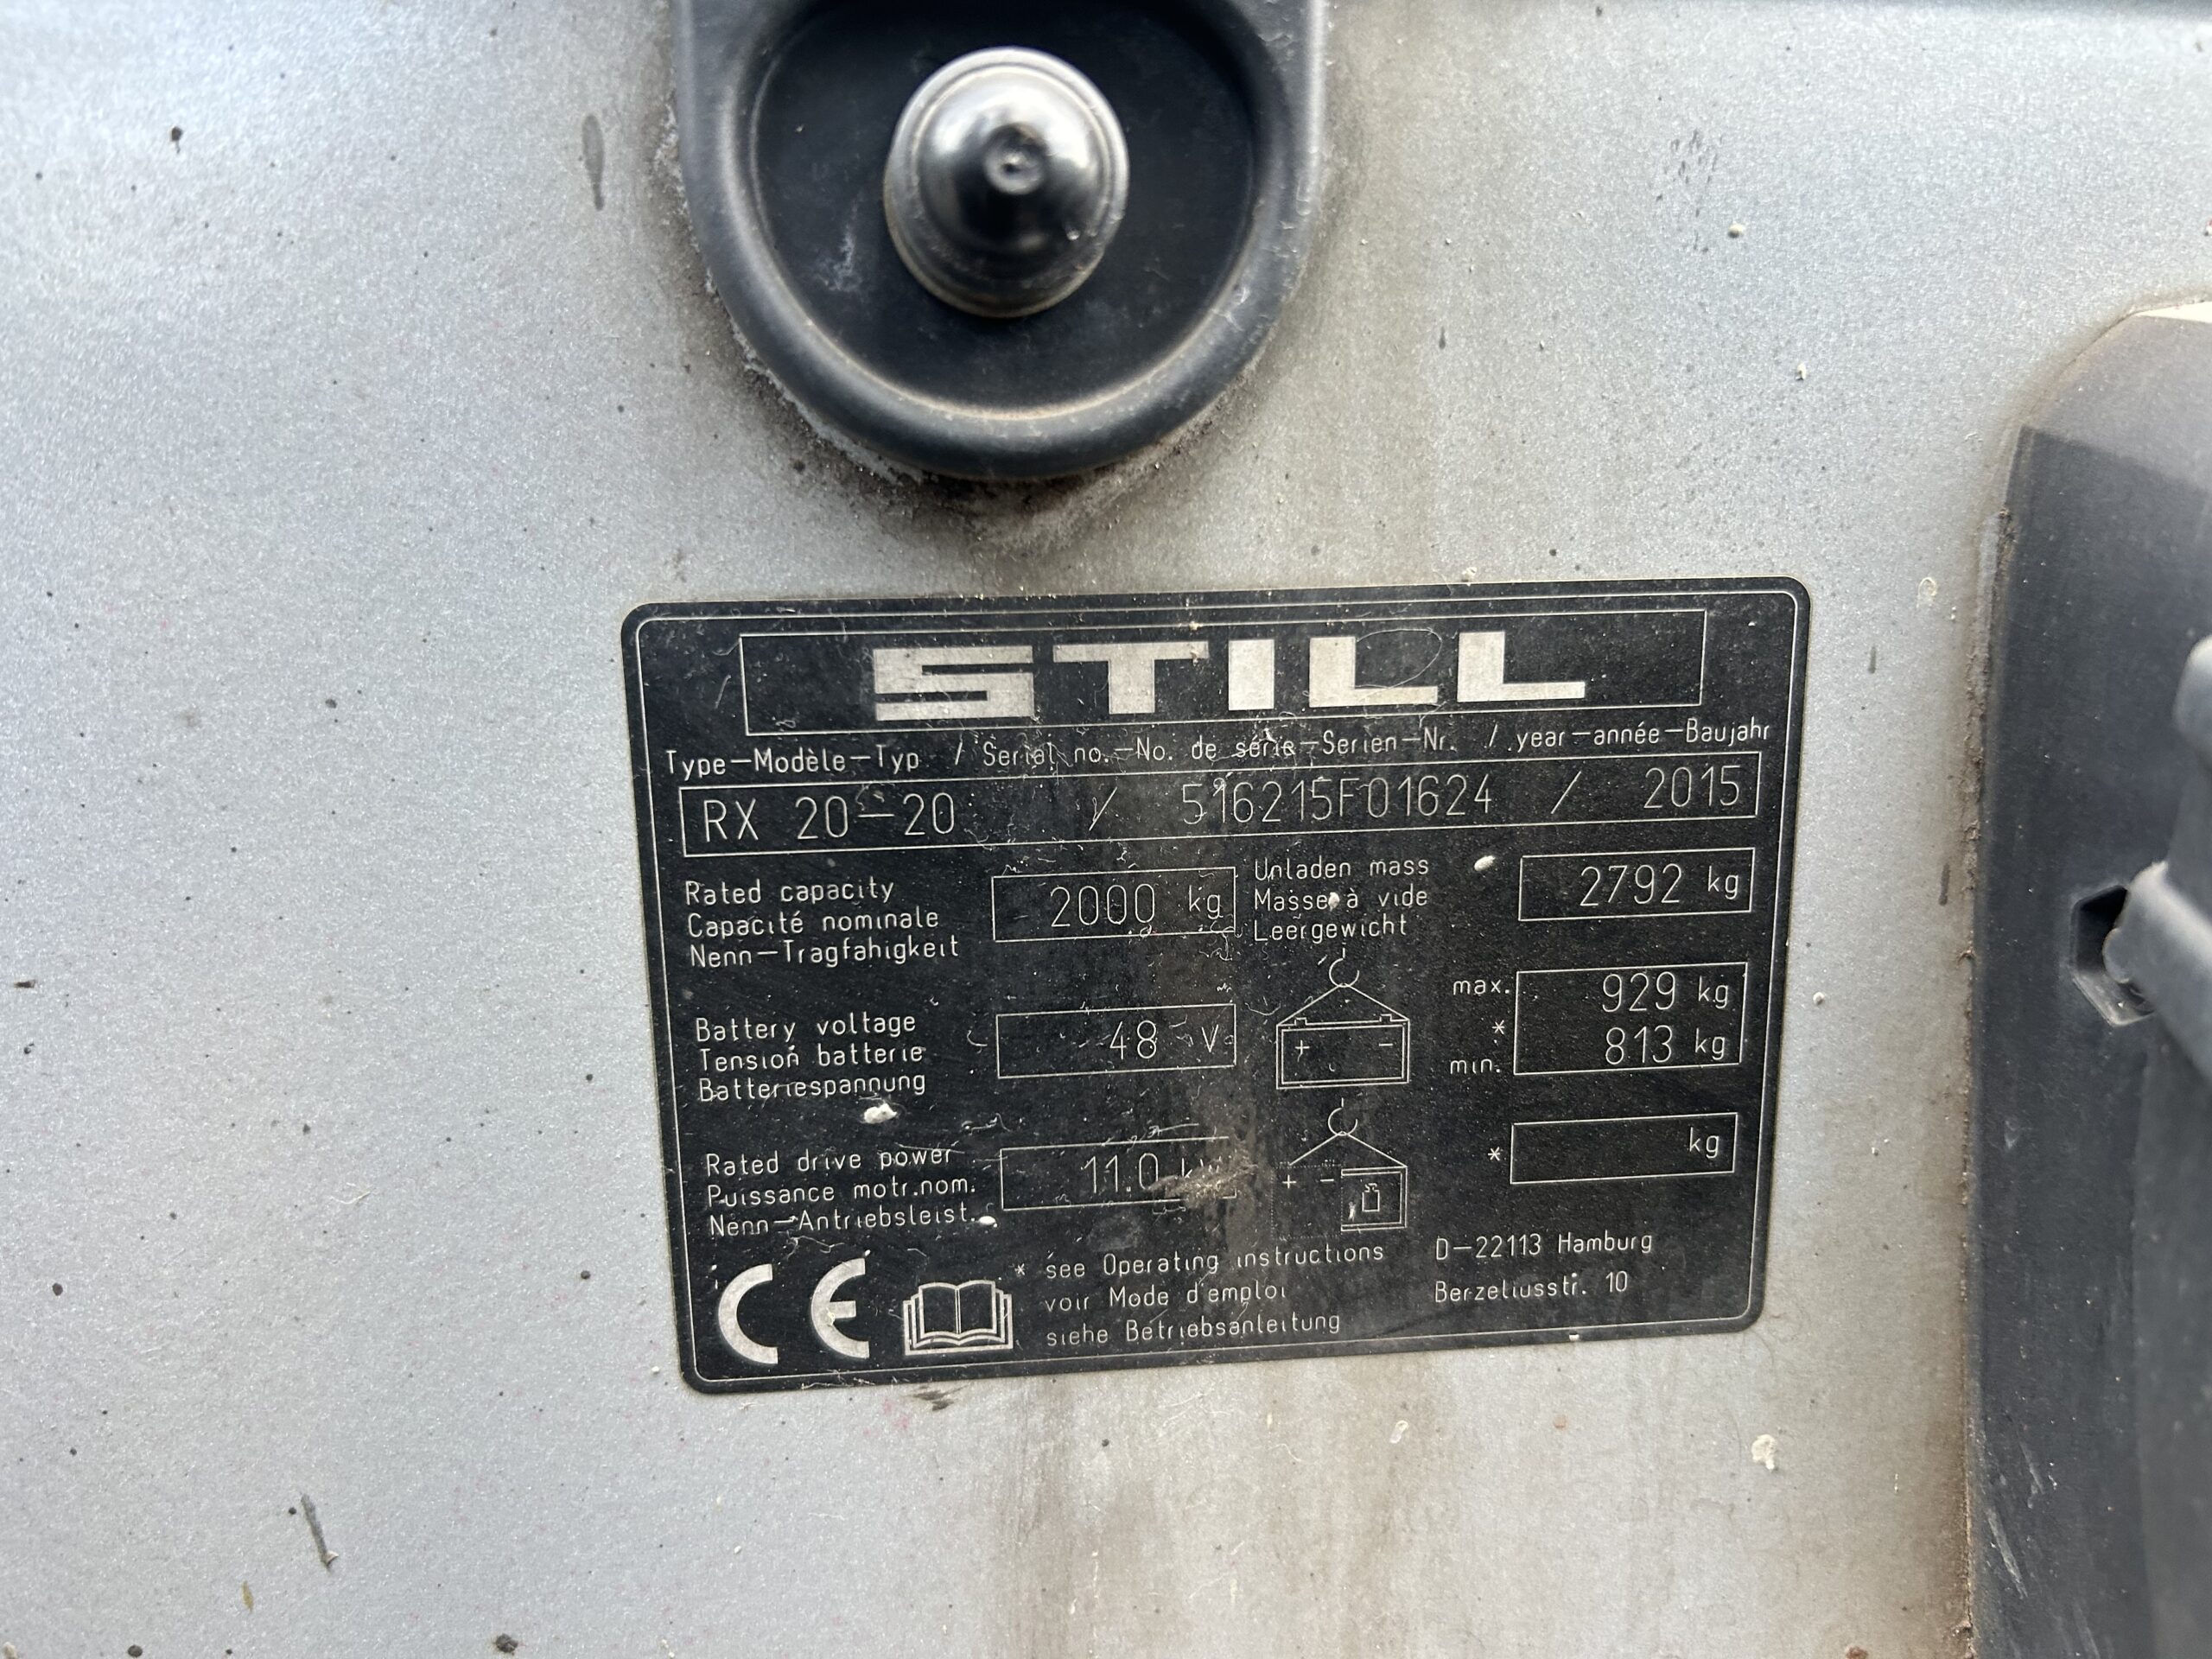 STILL
Type–Modèle–Typ / Serial no.–No. de série–Serien–Nr. / year–année–Baujahr
RX 20–20 / 516215F01624 / 2015
Rated capacity
Capacité nominale
Nenn–Tragfahigkeit
2000 kg
Unladen mass
Masse à vide
Leergewicht
2792 kg
Battery voltage
Tension batterie
Batteriespannung
48 V
+ –
max. 929 kg
*
min. 813 kg
Rated drive power
Puissance motr.nom.
Nenn–Antriebsleist.
11.0 kW
+ –
* kg
CE
* see Operating instructions
voir Mode d'emploi
siehe Betriebsanleitung
D–22113 Hamburg
Berzeliusstr. 10